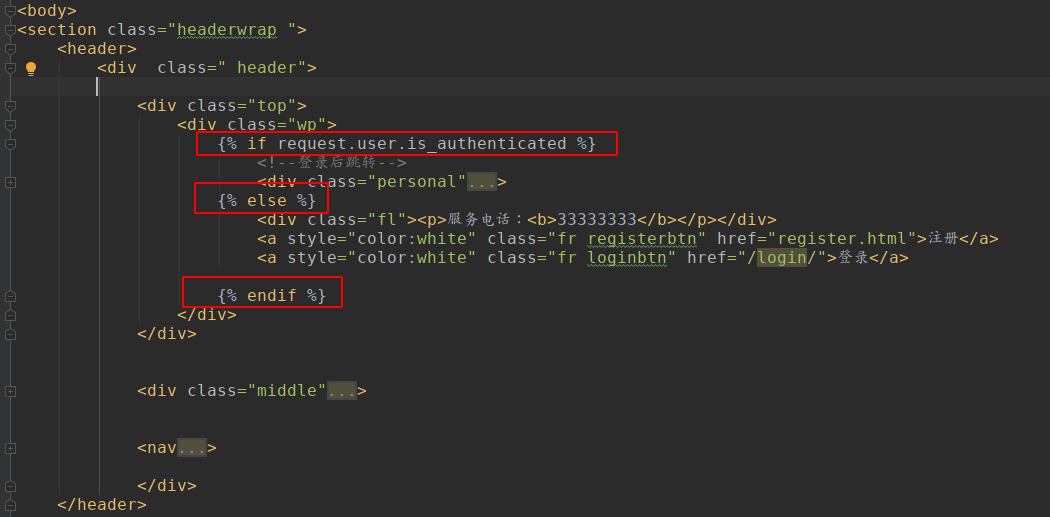 <body>
<section class="headerwrap ">
<header>
<div  class=" header">
<div class="top">
<div class="wp">
{% if request.user.is_authenticated %}
<!--登录后跳转-->
<div class="personal"...>
{% else %}
<div class="fl"><p>服务电话：<b>33333333</b></p></div>
<a style="color:white" class="fr registerbtn" href="register.html">注册</a>
<a style="color:white" class="fr loginbtn" href="/login/">登录</a>
{% endif %}
</div>
</div>
<div class="middle"...>
<nav...>
</div>
</header>